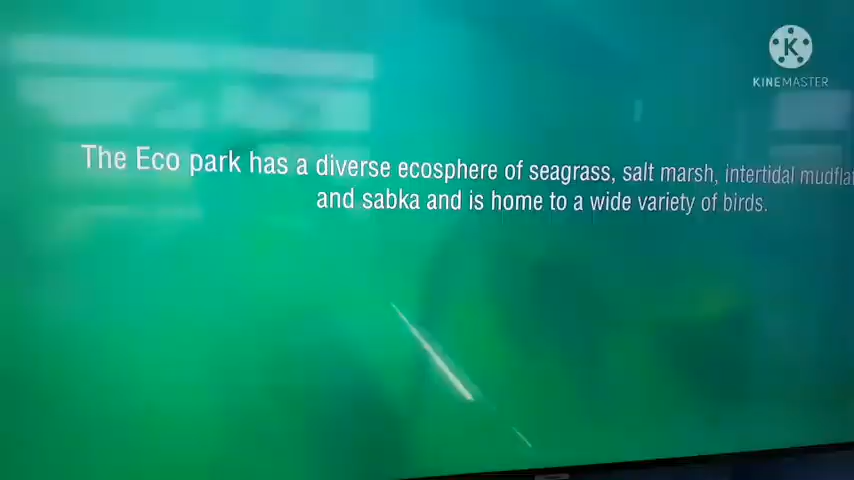 K
KINEMASTER
The Eco park has a diverse ecosphere of seagrass, salt marsh, intertidal mudfla
and sabka and is home to a wide variety of birds.